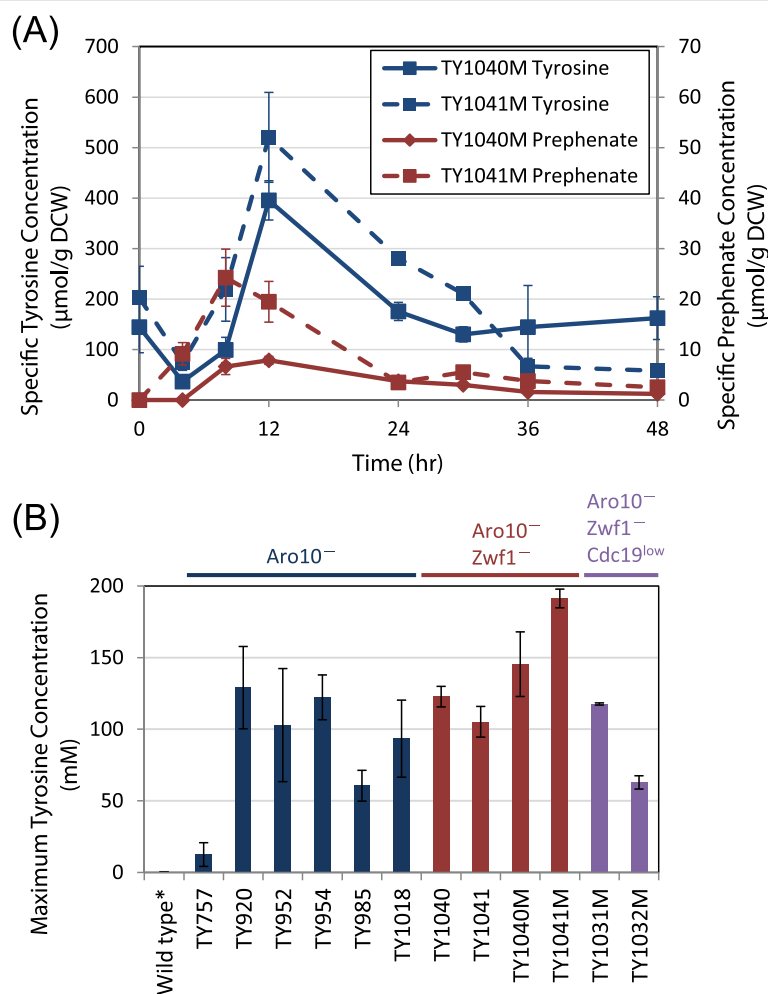 (A)
700
600
500
400
300
200
100
0
Specific Tyrosine Concentration
(µmol/g DCW)
TY1040M Tyrosine
TY1041M Tyrosine
TY1040M Prephenate
TY1041M Prephenate
70
60
50
40
30
20
10
0
Specific Prephenate Concentration
(µmol/g DCW)
0 12 24 36 48
Time (hr)
(B)
Aro10⁻
Aro10⁻
Zwf1⁻
Aro10⁻
Zwf1⁻
Cdc19ˡᵒʷ
200
150
100
50
0
Maximum Tyrosine Concentration
(mM)
Wild type*
TY757
TY920
TY952
TY954
TY985
TY1018
TY1040
TY1041
TY1040M
TY1041M
TY1031M
TY1032M